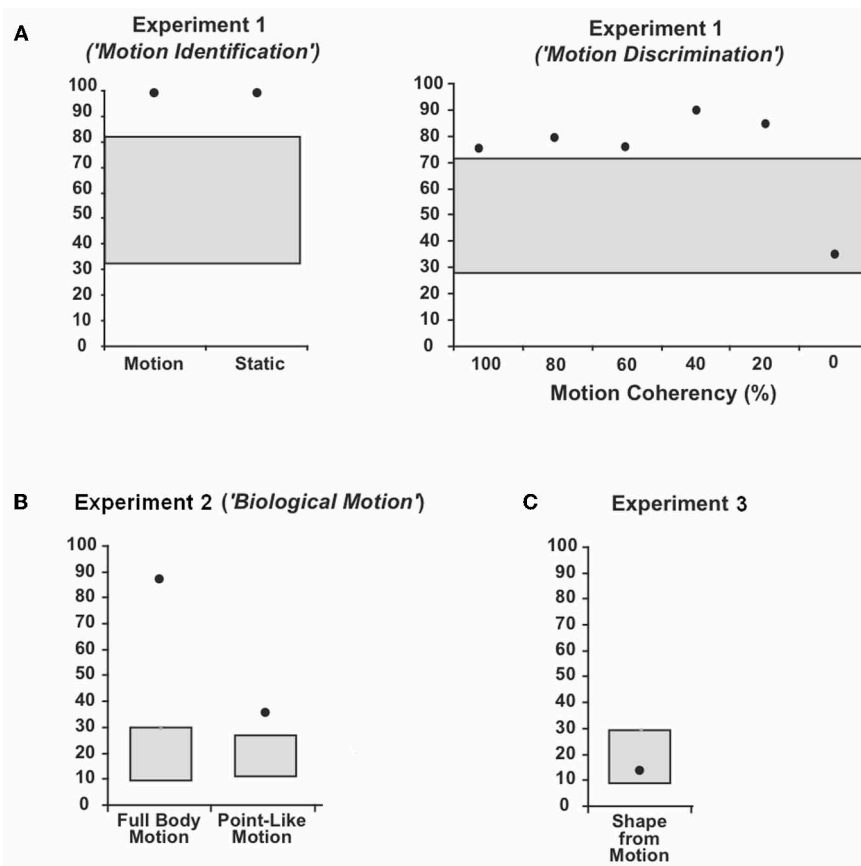 A
Experiment 1
('Motion Identification')
100
90
80
70
60
50
40
30
20
10
0
Motion Static
Experiment 1
('Motion Discrimination')
100
90
80
70
60
50
40
30
20
10
0
100 80 60 40 20 0
Motion Coherency (%)
B
Experiment 2 ('Biological Motion')
100
90
80
70
60
50
40
30
20
10
0
Full Body Point-Like
Motion Motion
C
Experiment 3
100
90
80
70
60
50
40
30
20
10
0
Shape
from
Motion